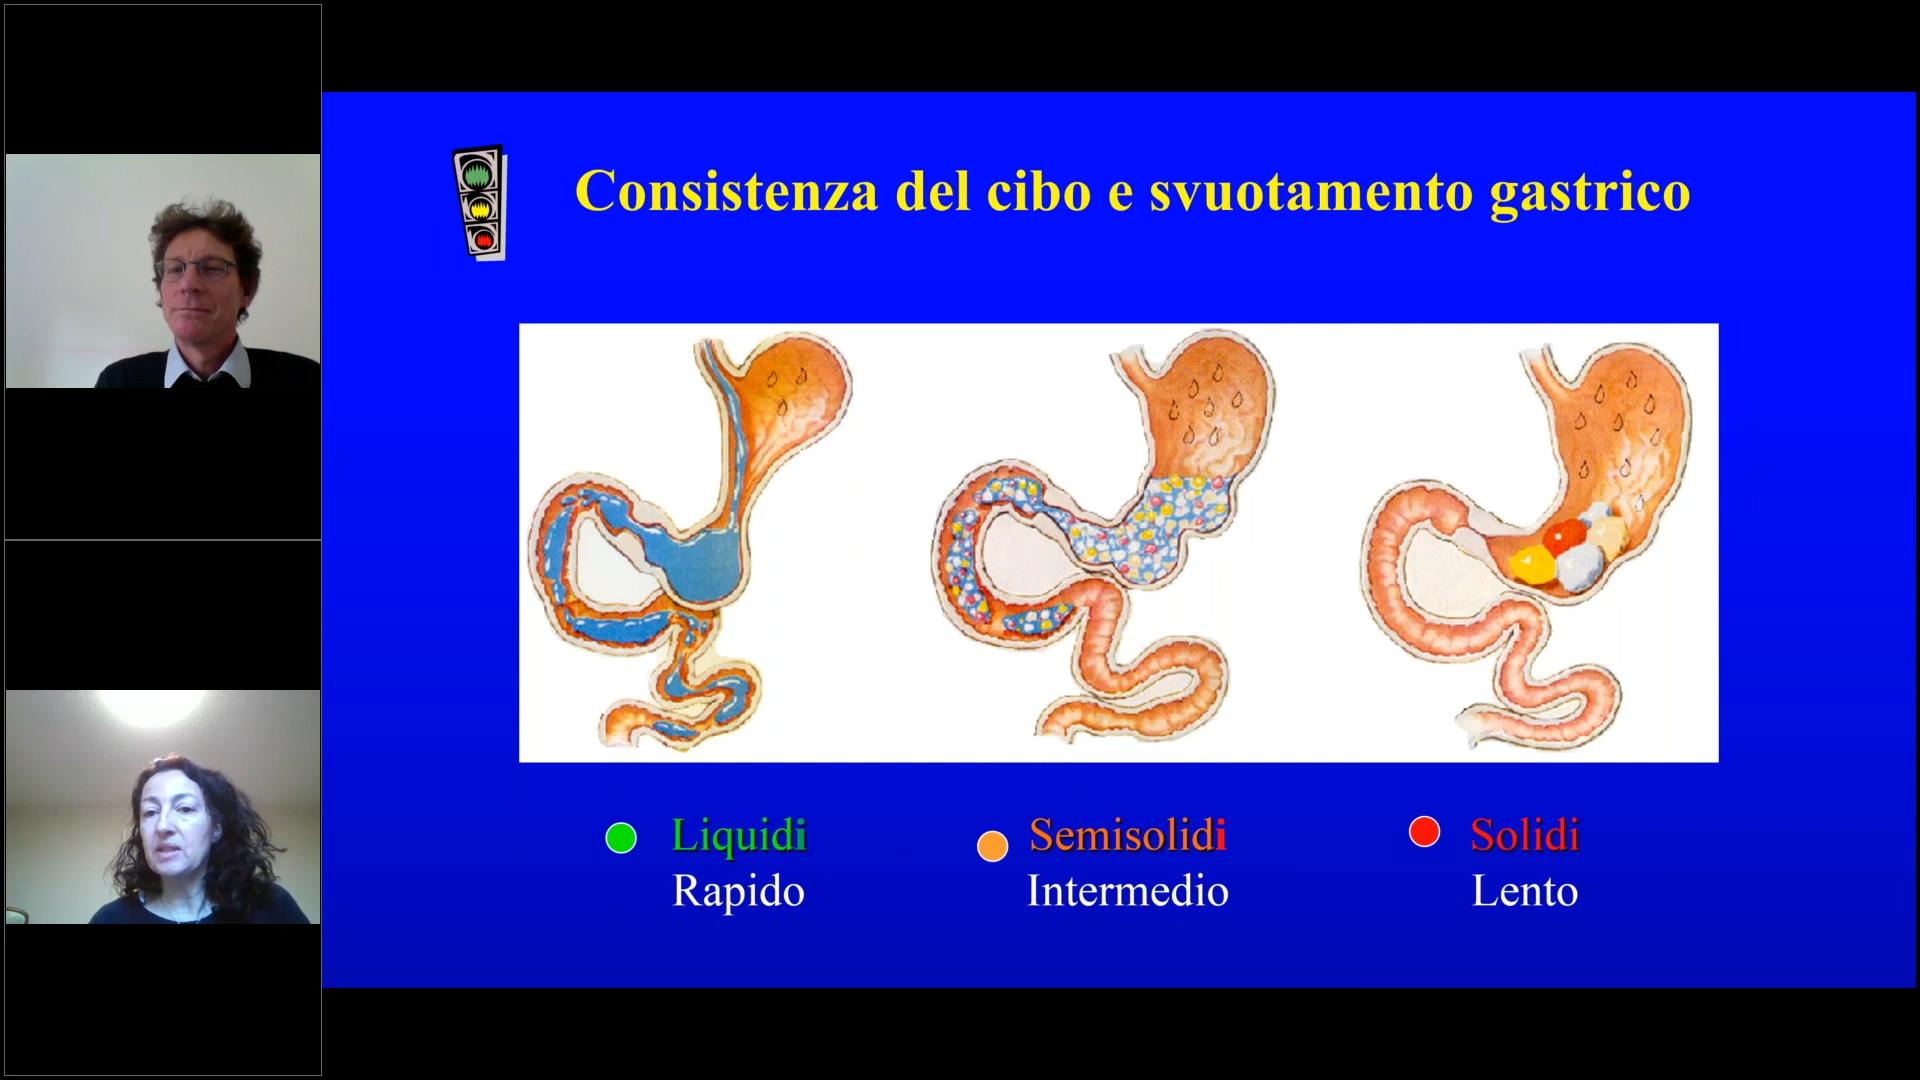 Consistenza del cibo e svuotamento gastrico
Liquidi
Rapido
Semisolidi
Intermedio
Solidi
Lento